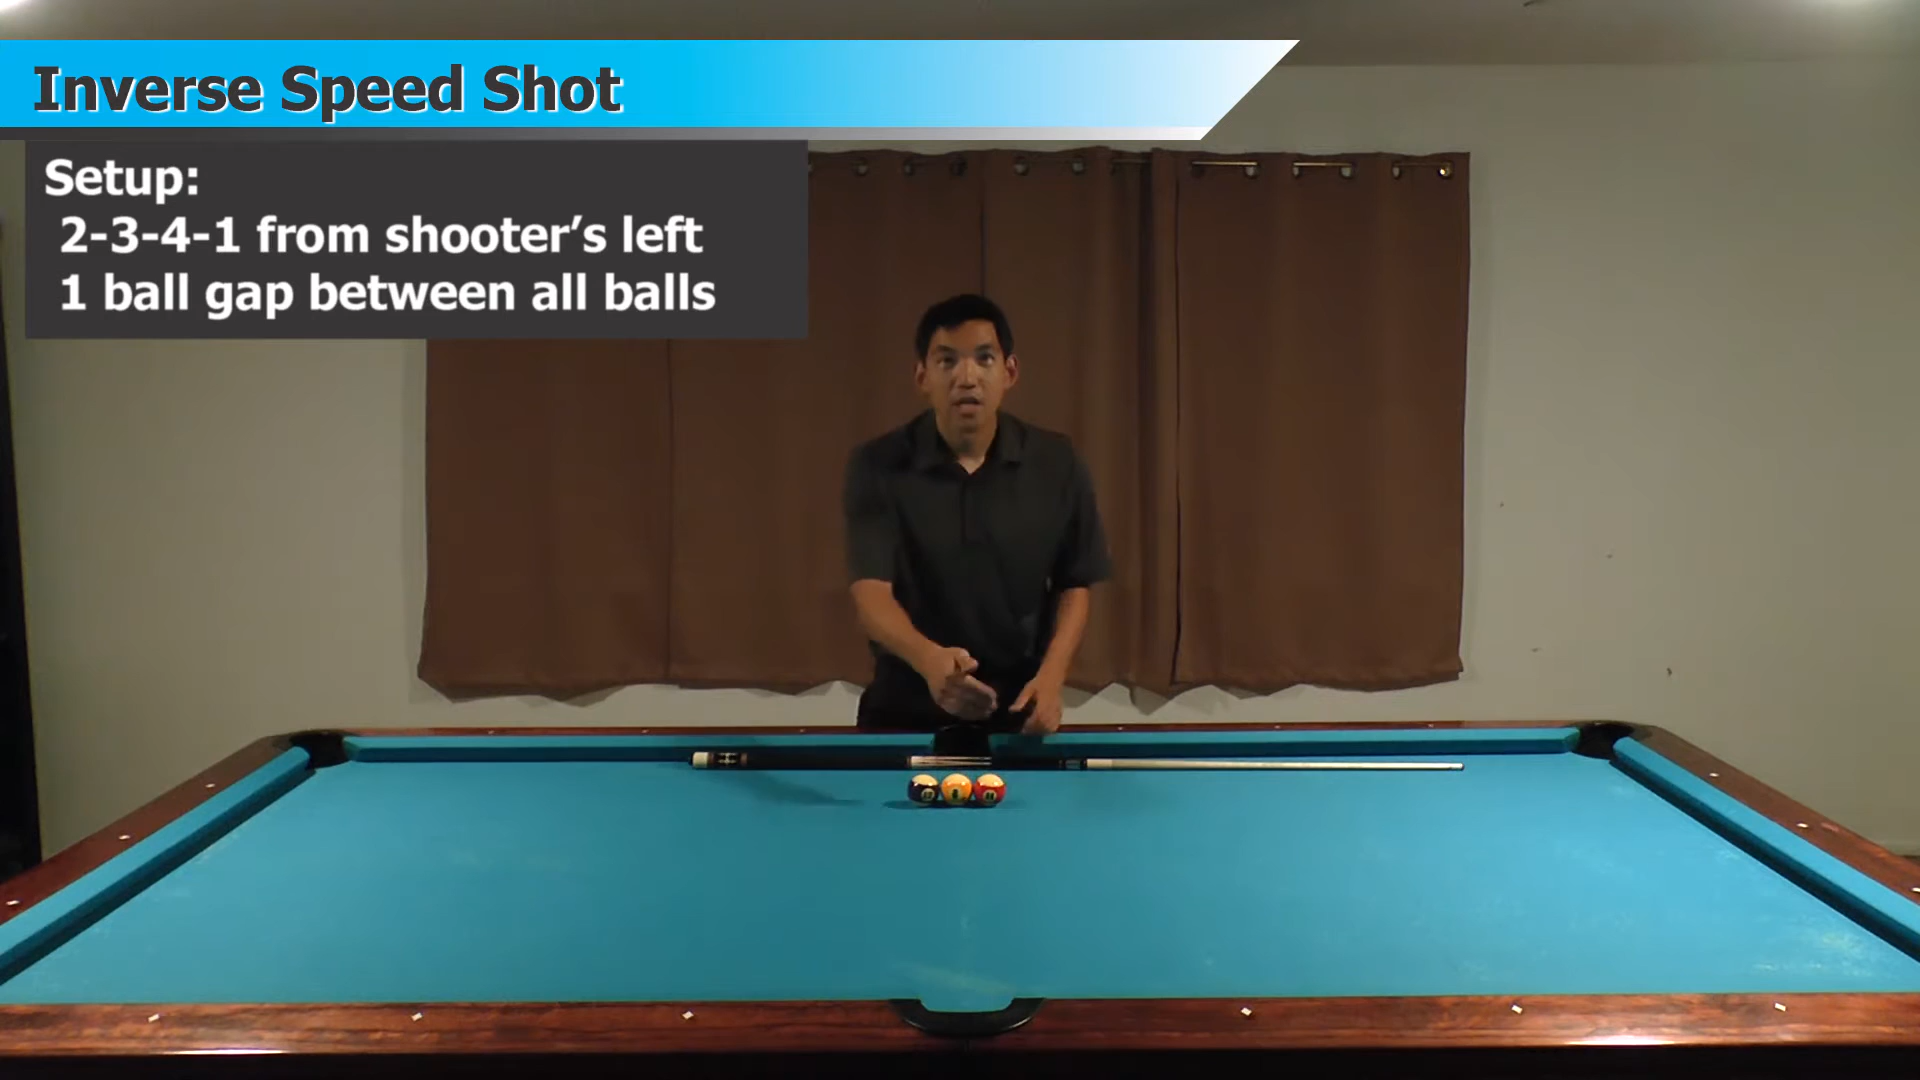 Inverse Speed Shot
Setup:
2-3-4-1 from shooter’s left
1 ball gap between all balls